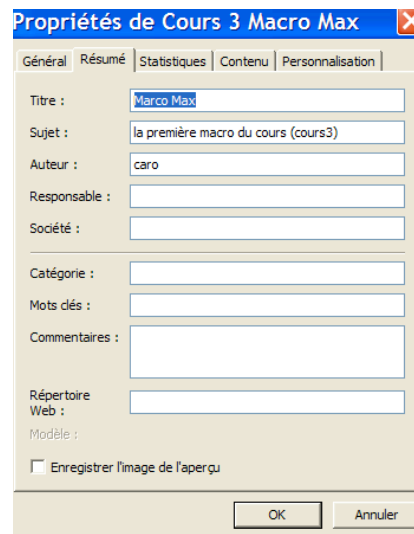 Propriétés de Cours 3 Macro Max
Général Résumé Statistiques Contenu Personnalisation
Titre : Marco Max
Sujet : la première macro du cours (cours3)
Auteur : caro
Responsable :
Société :
Catégorie :
Mots clés :
Commentaires :
Répertoire
Web :
Modèle :
Enregistrer l'image de l'aperçu
OK Annuler